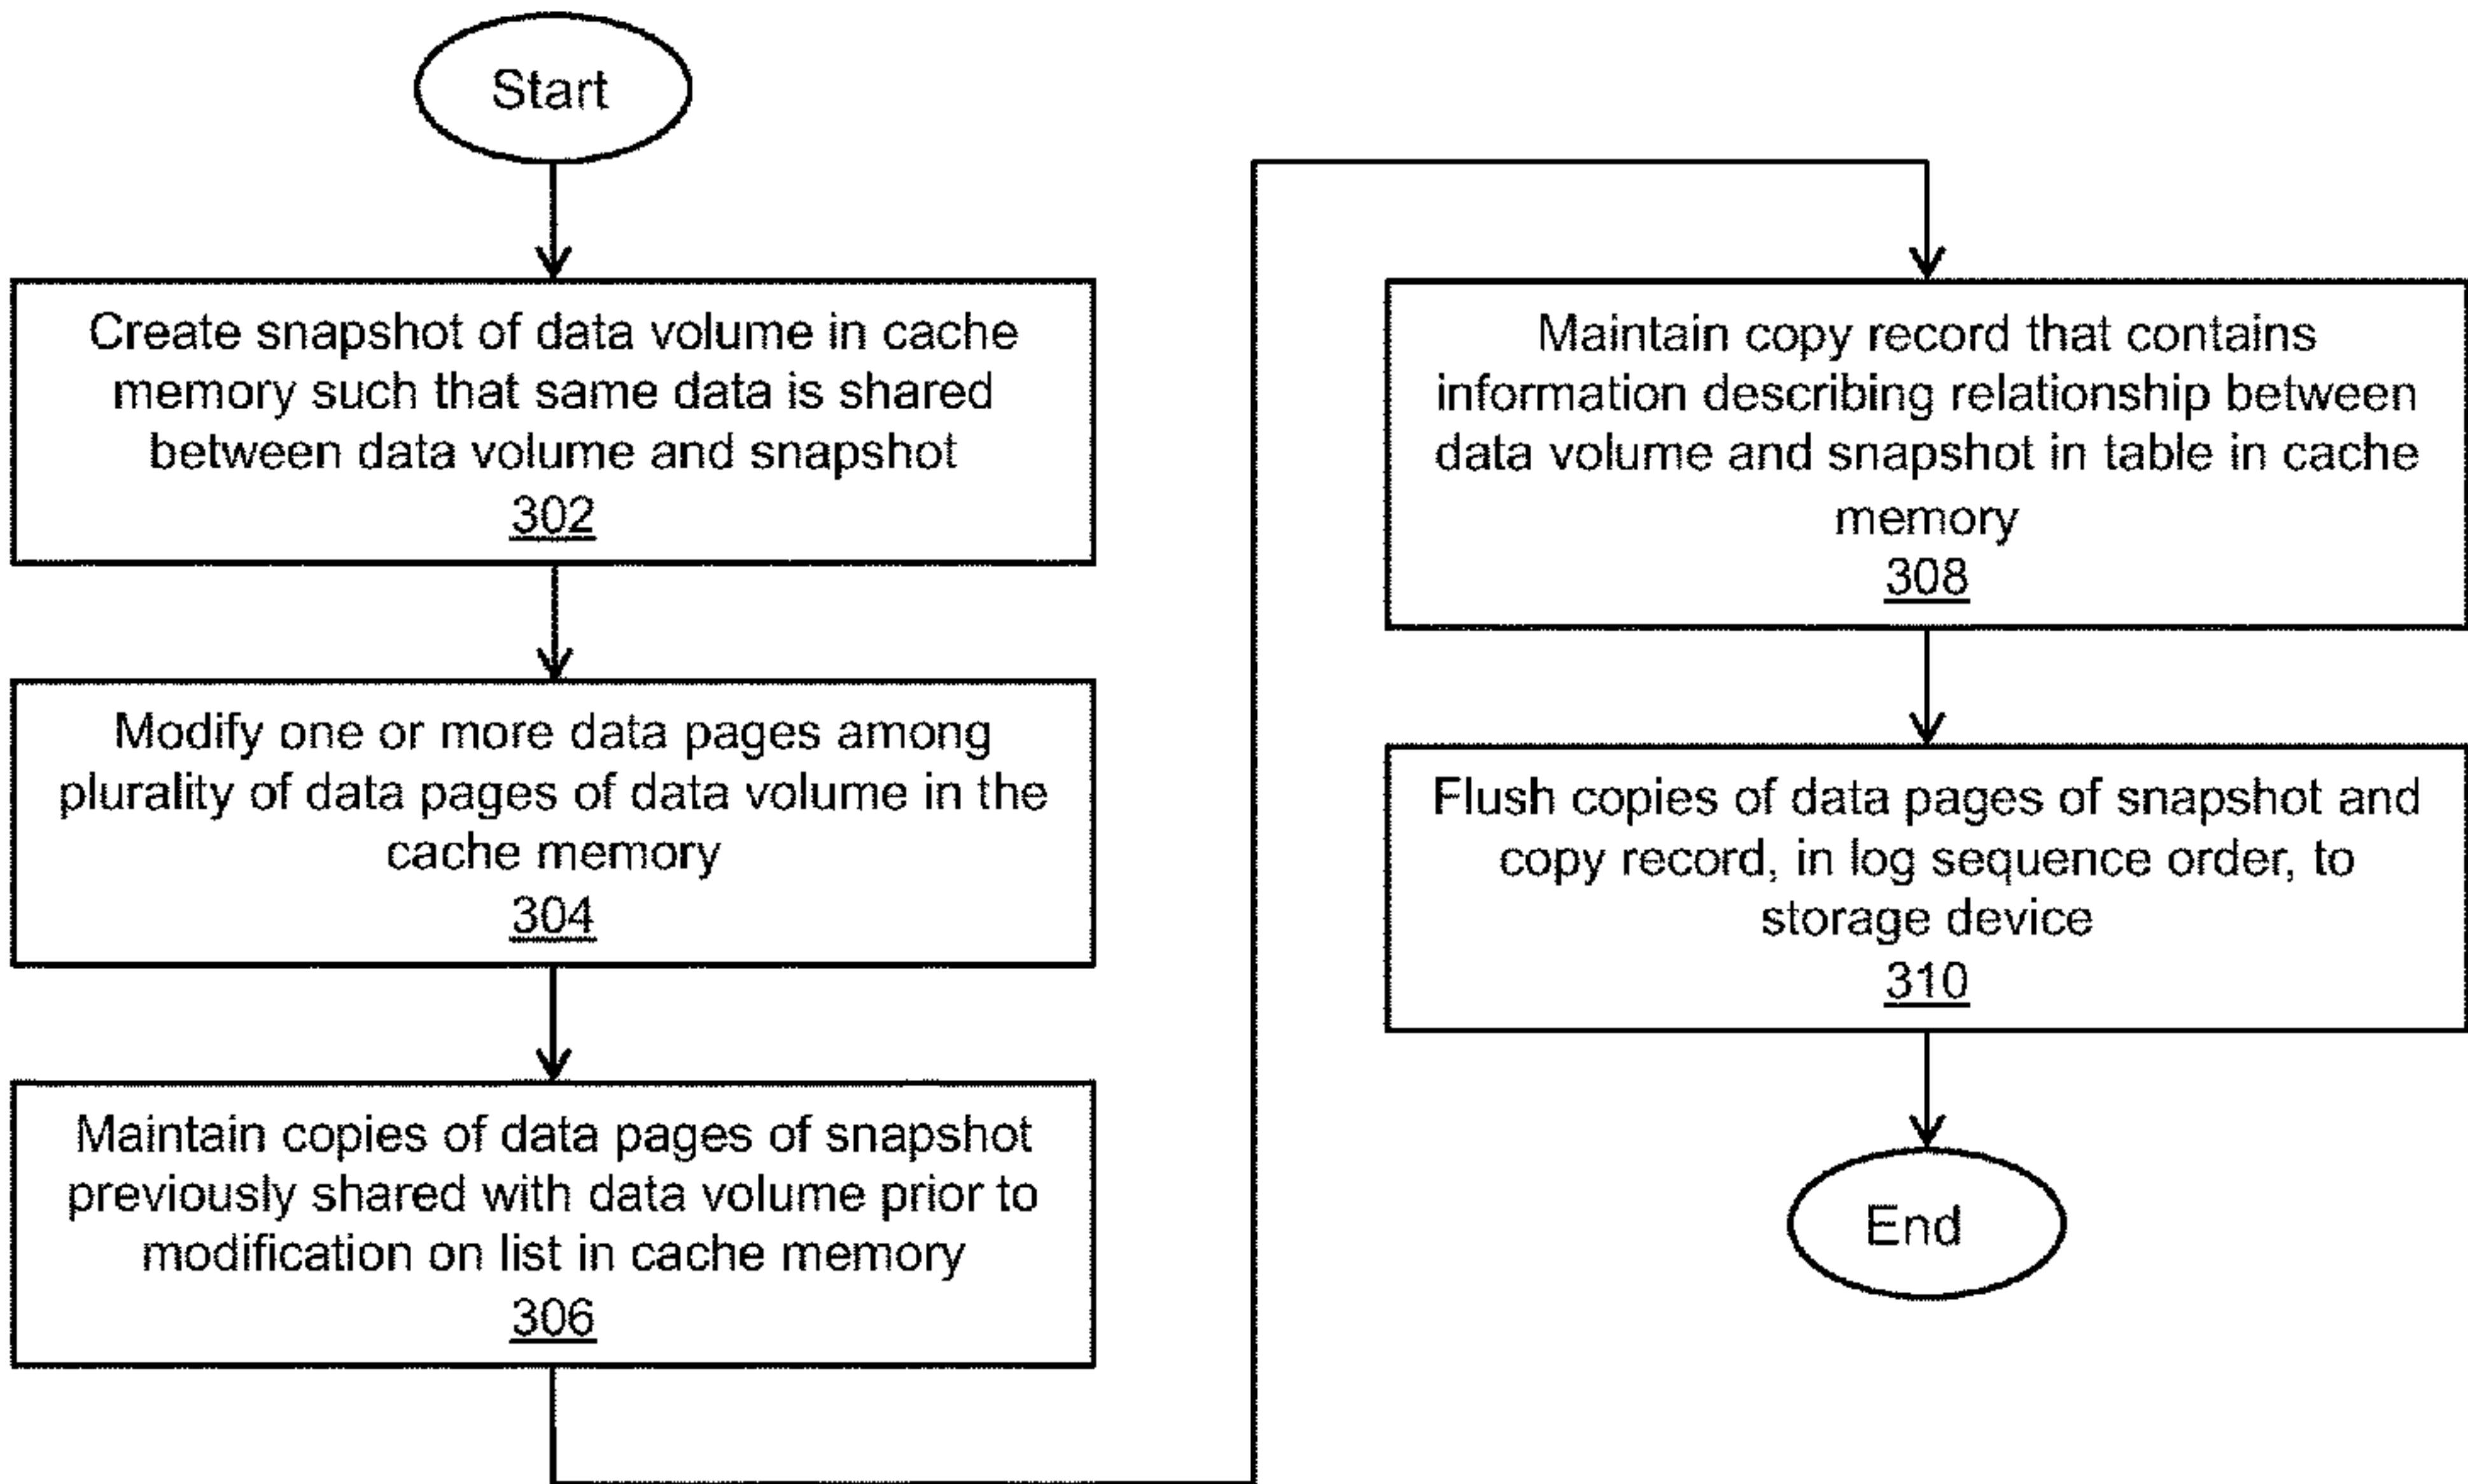 Start
Create snapshot of data volume in cache
memory such that same data is shared
between data volume and snapshot
302
Modify one or more data pages among
plurality of data pages of data volume in the
cache memory
304
Maintain copies of data pages of snapshot
previously shared with data volume prior to
modification on list in cache memory
306
Maintain copy record that contains
information describing relationship between
data volume and snapshot in table in cache
memory
308
Flush copies of data pages of snapshot and
copy record, in log sequence order, to
storage device
310
End